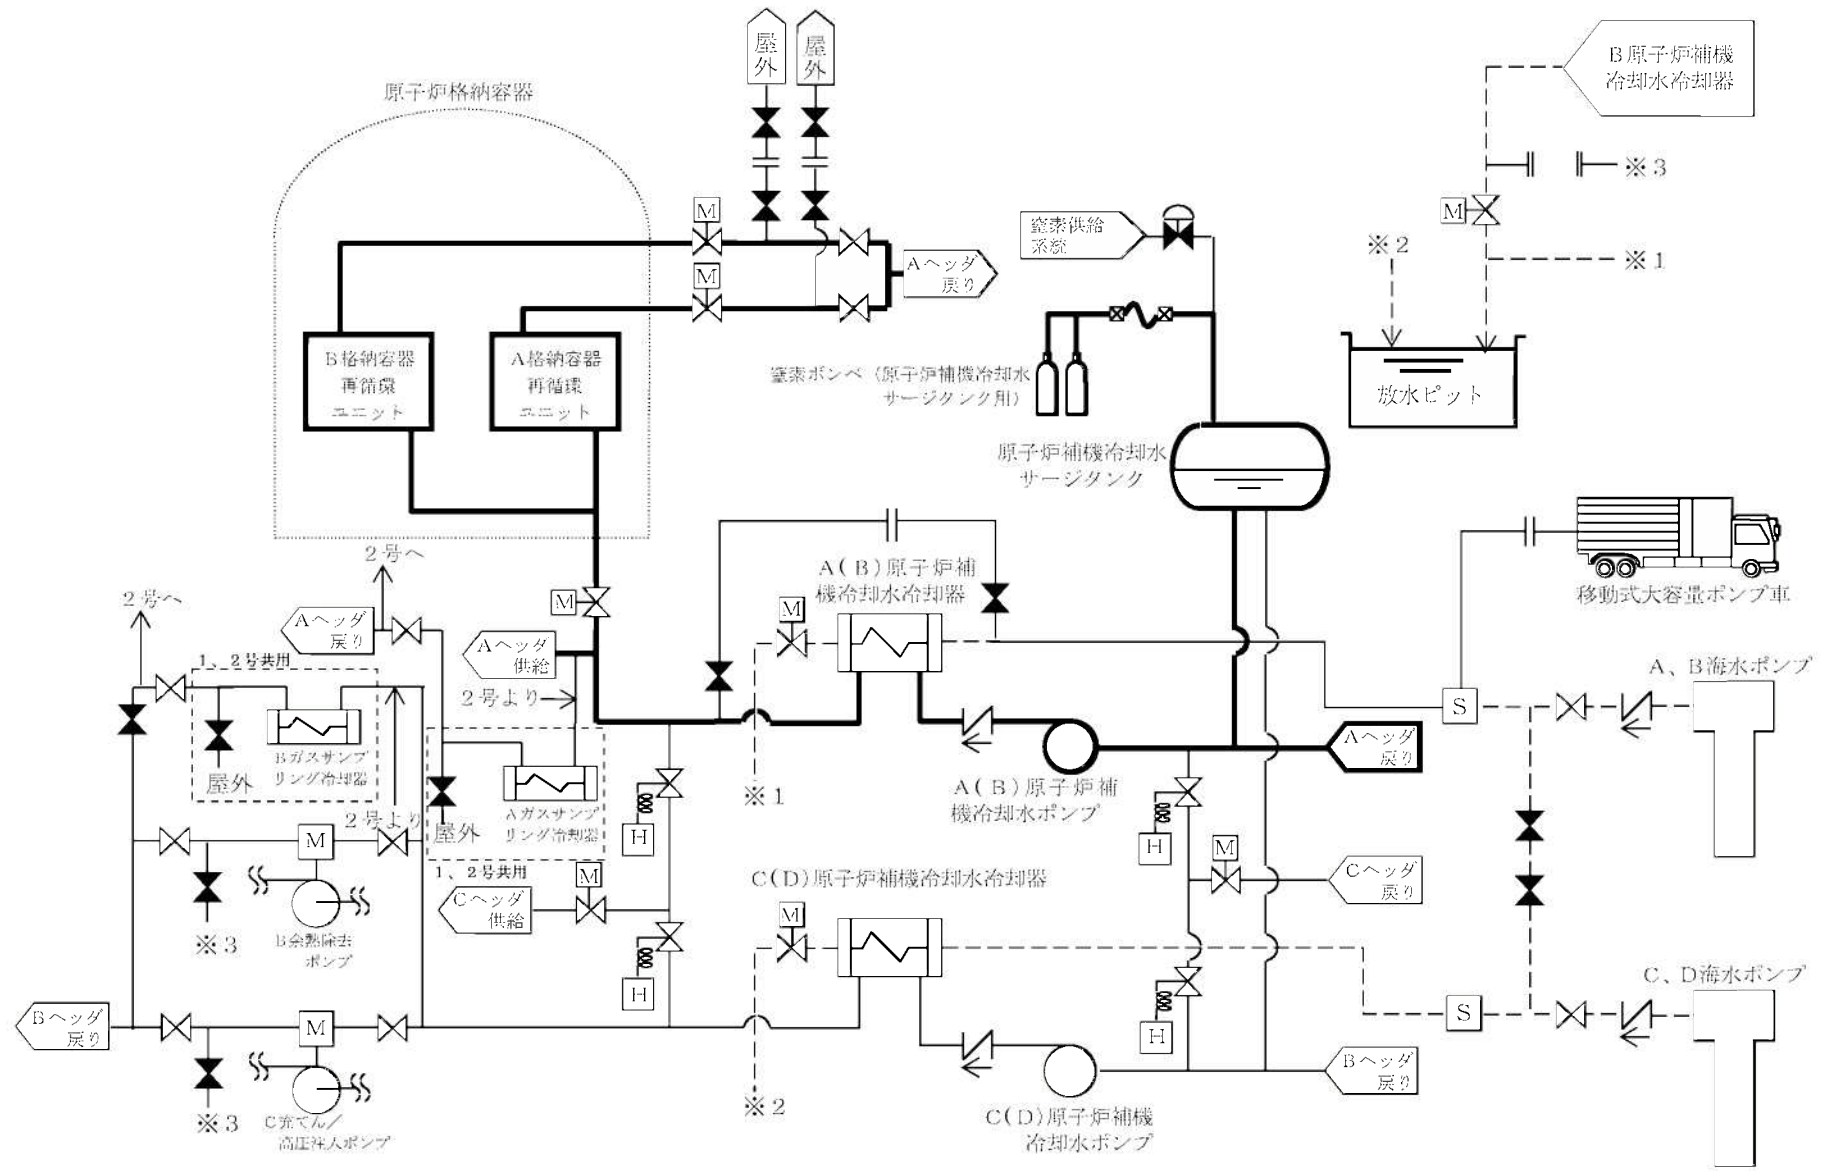 屋外
屋外
B原子炉補機
冷却水冷却器
原子炉格納容器
※3
M
M
窒素供給
系統
※2
※1
M
Aヘッダ
戻り
B格納容器
再循環
ユニット
A格納容器
再循環
ユニット
窒素ボンベ（原子炉補機冷却水
サージタンク用）
放水ピット
原子炉補機冷却水
サージタンク
2号へ
A(B)原子炉補
機冷却水冷却器
移動式大容量ポンプ車
2号へ
M
M
Aヘッダ
戻り
Aヘッダ
供給
1、2号共用
2号より
A、B海水ポンプ
S
Aヘッダ
戻り
Bガスサンプ
リング冷却器
屋外
※1
A(B)原子炉補
機冷却水ポンプ
2号より
屋外
Aガスサンプ
リング冷却器
M
H
H
M
1、2号共用
M
C(D)原子炉補機冷却水冷却器
Cヘッダ
戻り
Cヘッダ
供給
M
※3
B余熱除去
ポンプ
H
C、D海水ポンプ
S
Bヘッダ
戻り
M
H
Bヘッダ
戻り
※3
C充てん／
高圧注入ポンプ
※2
C(D)原子炉補機
冷却水ポンプ